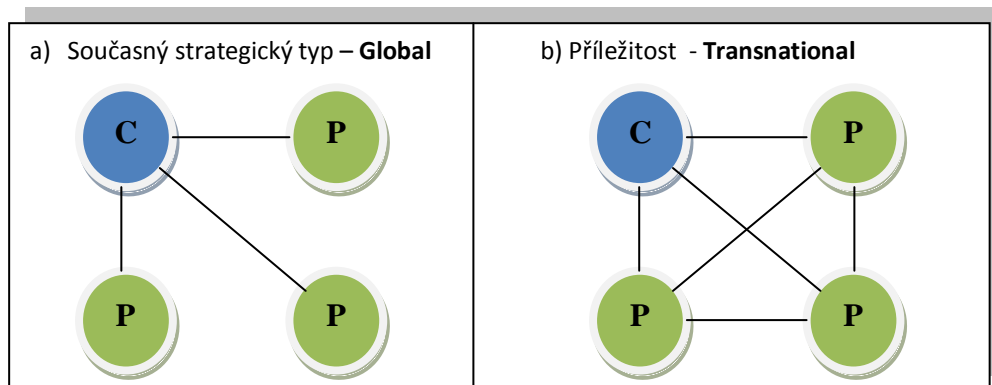 a) Současný strategický typ – Global
C P
P P
b) Příležitost - Transnational
C P
P P